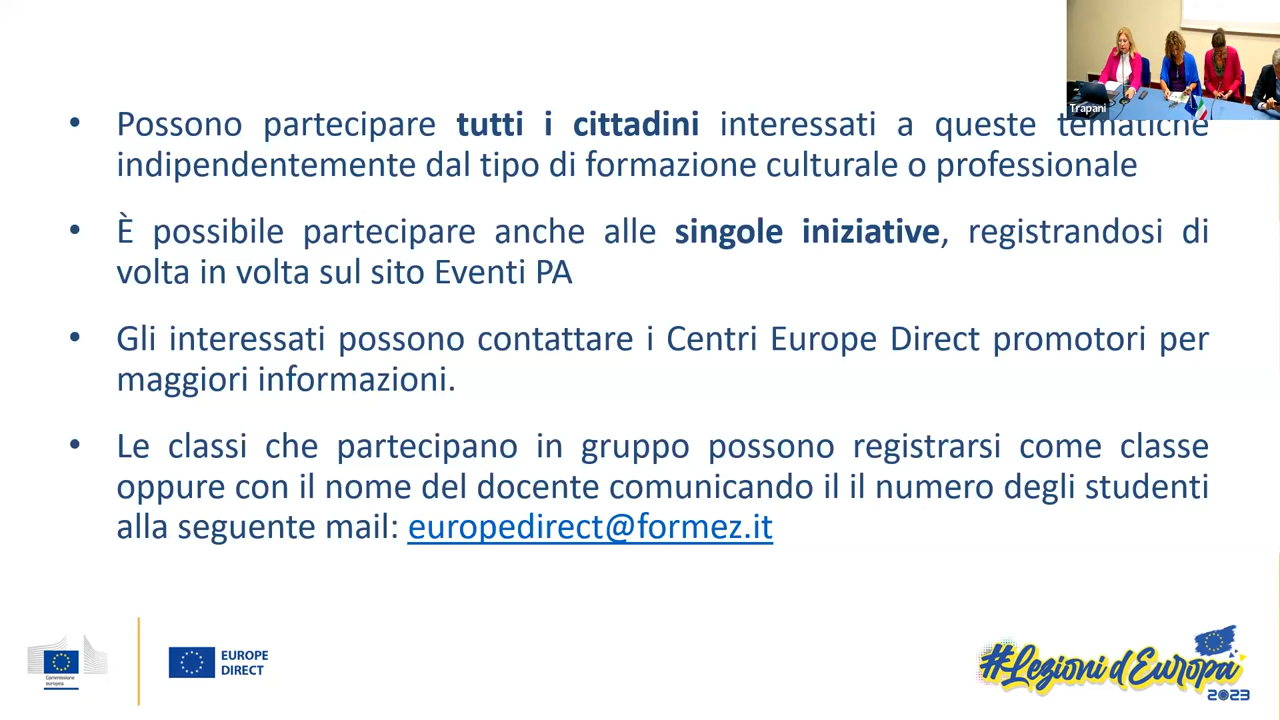 Trapani
• Possono partecipare tutti i cittadini interessati a queste tematiche
indipendentemente dal tipo di formazione culturale o professionale
• È possibile partecipare anche alle singole iniziative, registrandosi di
volta in volta sul sito Eventi PA
• Gli interessati possono contattare i Centri Europe Direct promotori per
maggiori informazioni.
• Le classi che partecipano in gruppo possono registrarsi come classe
oppure con il nome del docente comunicando il il numero degli studenti
alla seguente mail: europedirect@formez.it
Commissione
europea
EUROPE
DIRECT
#Lezioni d'Europa
2023